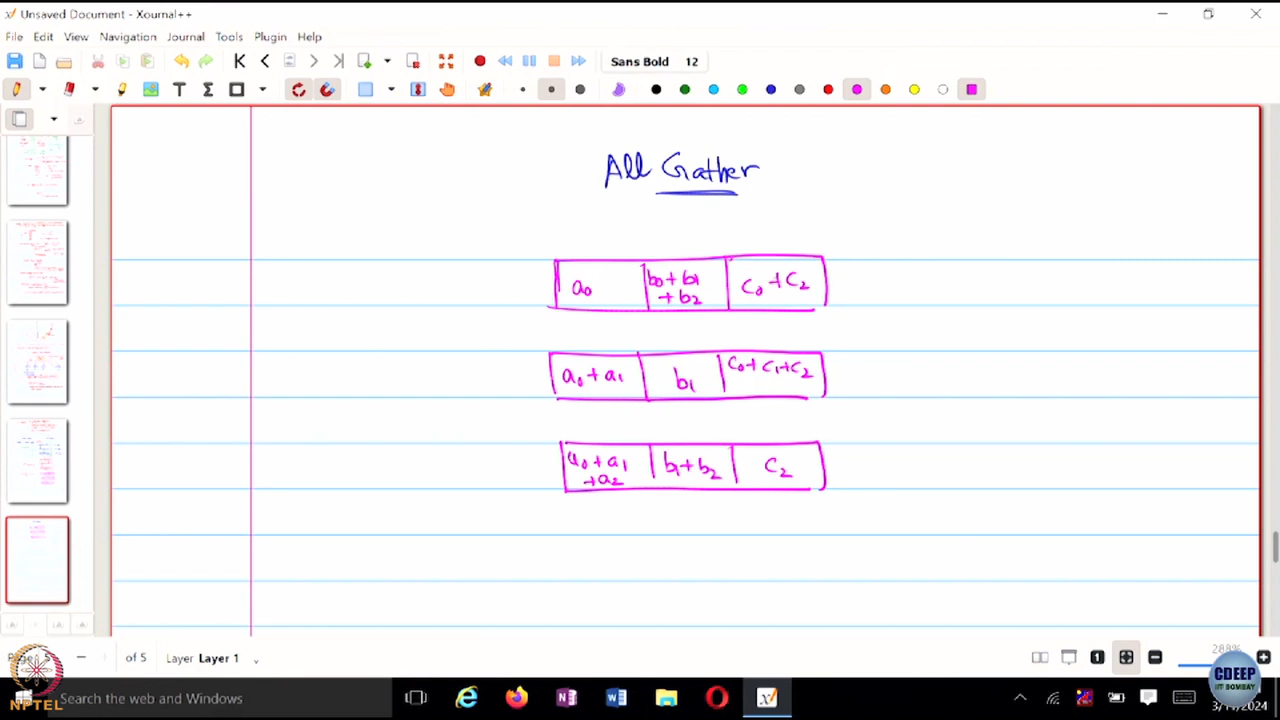 Unsaved Document - Xournal++
File Edit View Navigation Journal Tools Plugin Help
Sans Bold 12
All Gather
a₀ b₀+b₁+b₂ c₀+c₂
a₀+a₁ b₁ c₀+c₁+c₂
a₀+a₁+a₂ b₁+b₂ c₂
of 5 Layer Layer 1
288%
Search the web and Windows
NPTEL
CDEEP
IIT BOMBAY